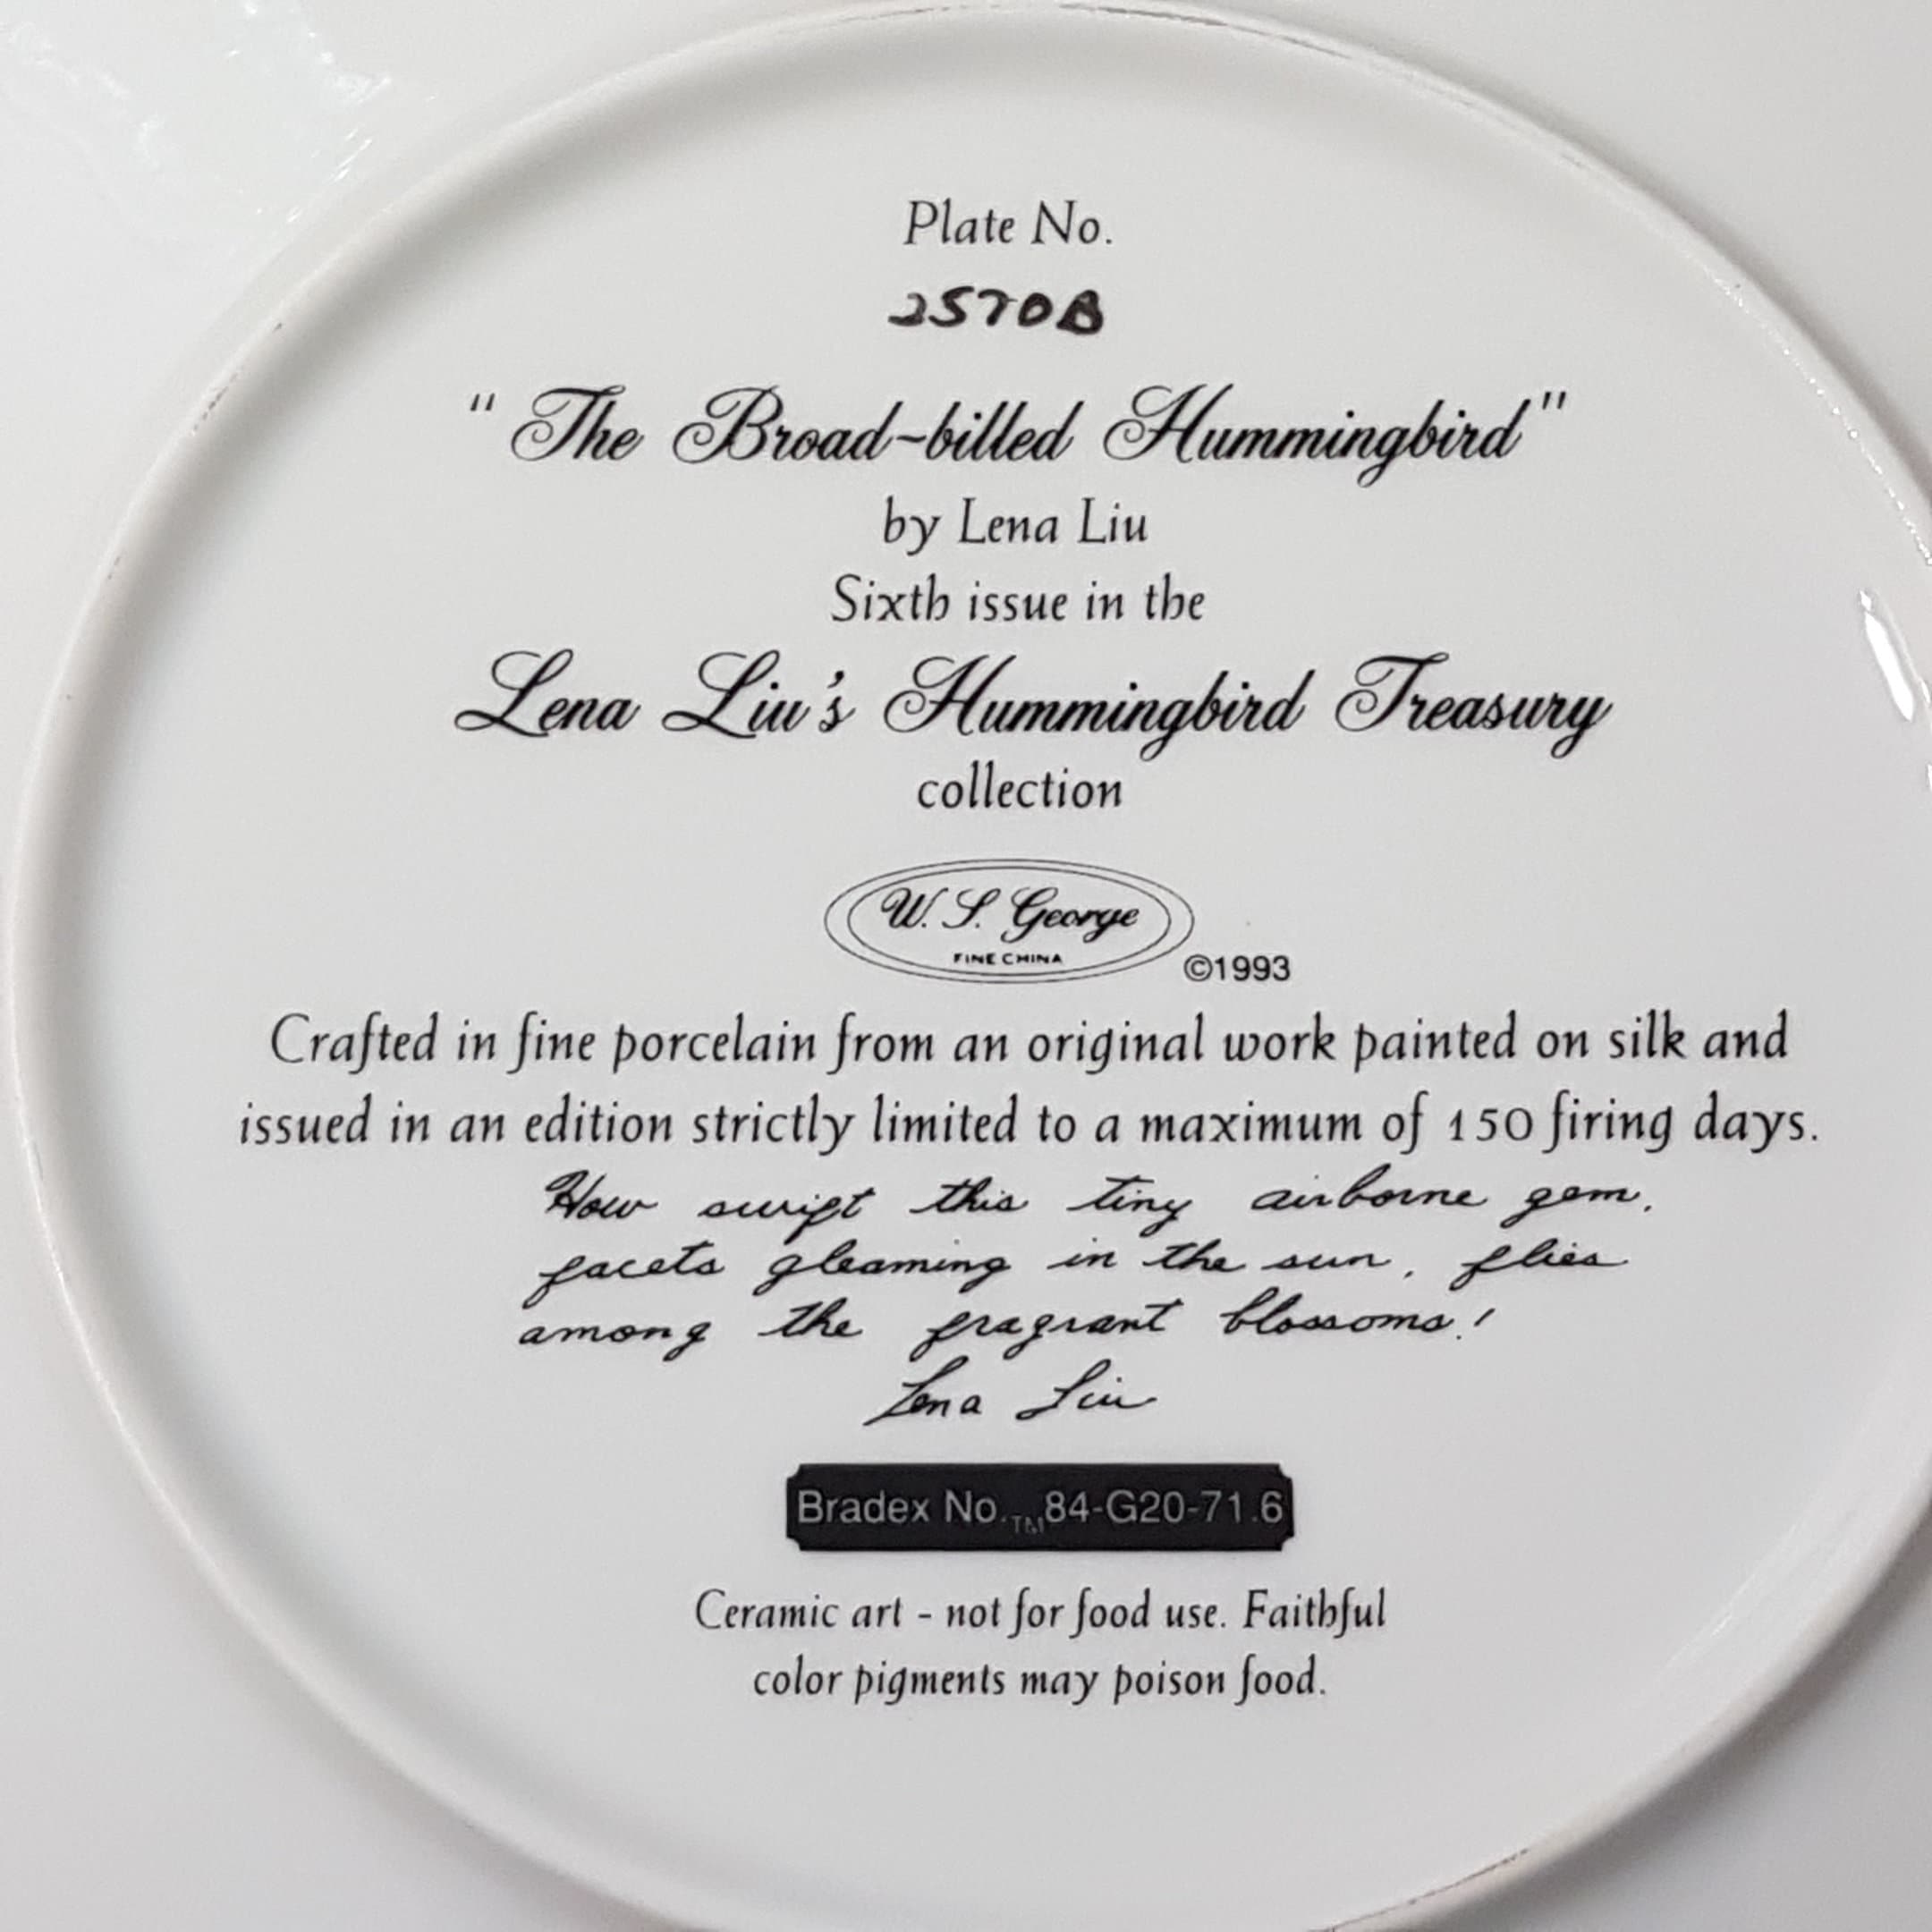 Plate No.
2570B
"The Broad-billed Hummingbird"
by Lena Liu
Sixth issue in the
Lena Liu's Hummingbird Treasury
collection
W. S. George
FINE CHINA
©1993
Crafted in fine porcelain from an original work painted on silk and
issued in an edition strictly limited to a maximum of 150 firing days.
How swift this tiny airborne gem,
facets gleaming in the sun, flies
among the fragrant blossoms!
Lena Liu
Bradex No.™84-G20-71.6
Ceramic art - not for food use. Faithful
color pigments may poison food.